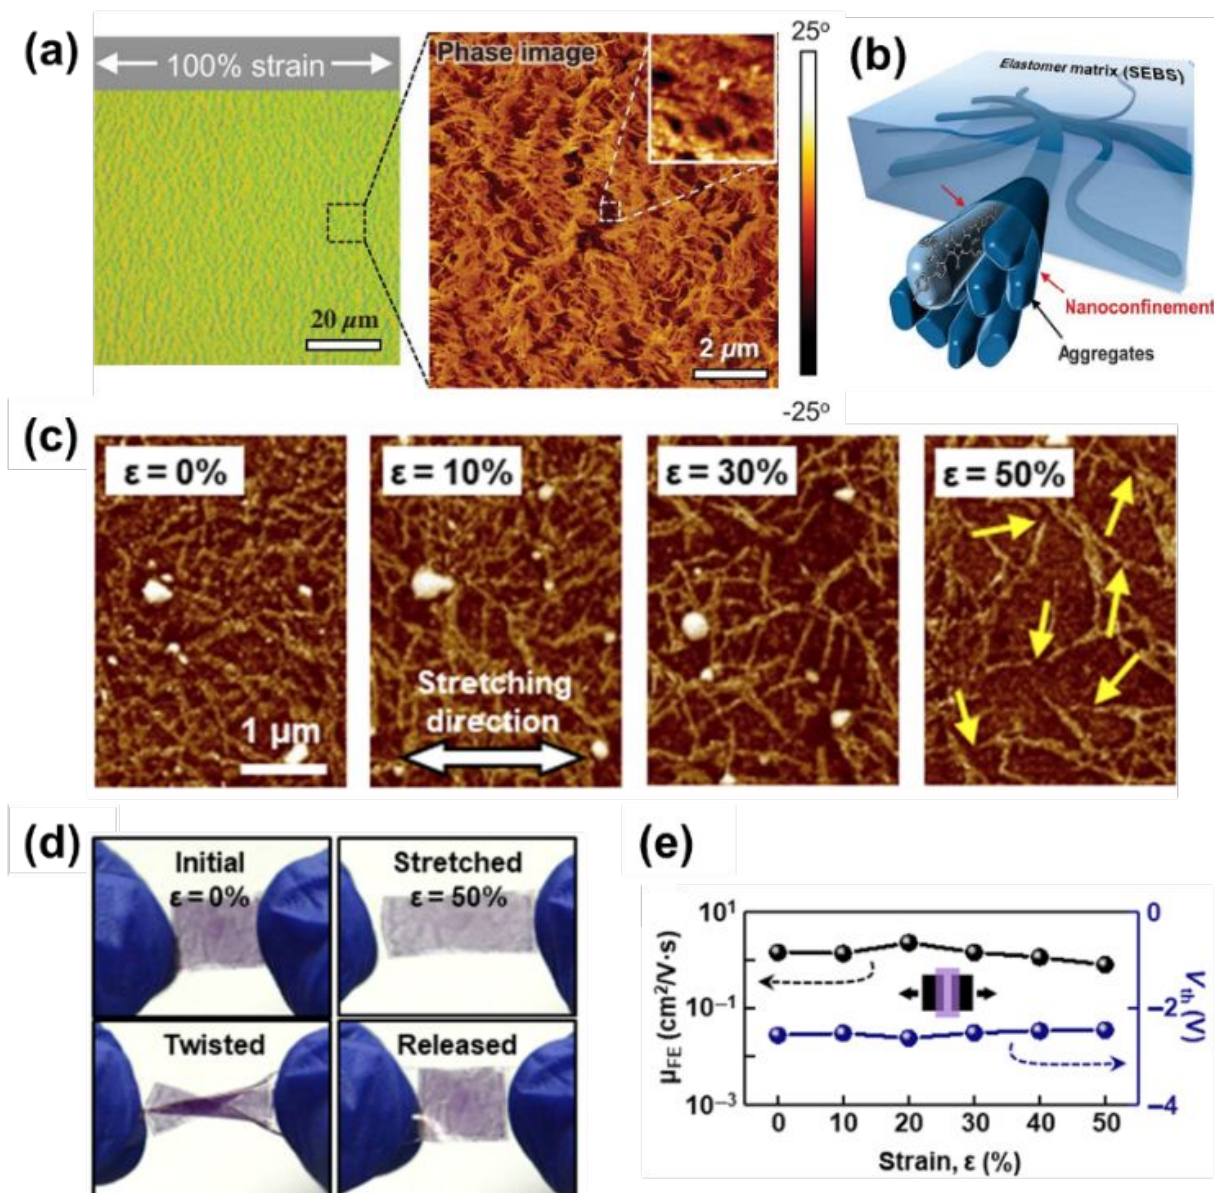 (a)
100% strain
20 μm
Phase image
2 μm
25°
-25°
(b)
Elastomer matrix (SEBS)
Nanoconfinement
Aggregates
(c)
ε = 0%
1 μm
ε = 10%
Stretching
direction
ε = 30%
ε = 50%
(d)
Initial
ε = 0%
Stretched
ε = 50%
Twisted
Released
(e)
10¹
10⁻¹
10⁻³
μFE (cm²/V·s)
0
−2
−4
Vth (V)
0 10 20 30 40 50
Strain, ε (%)